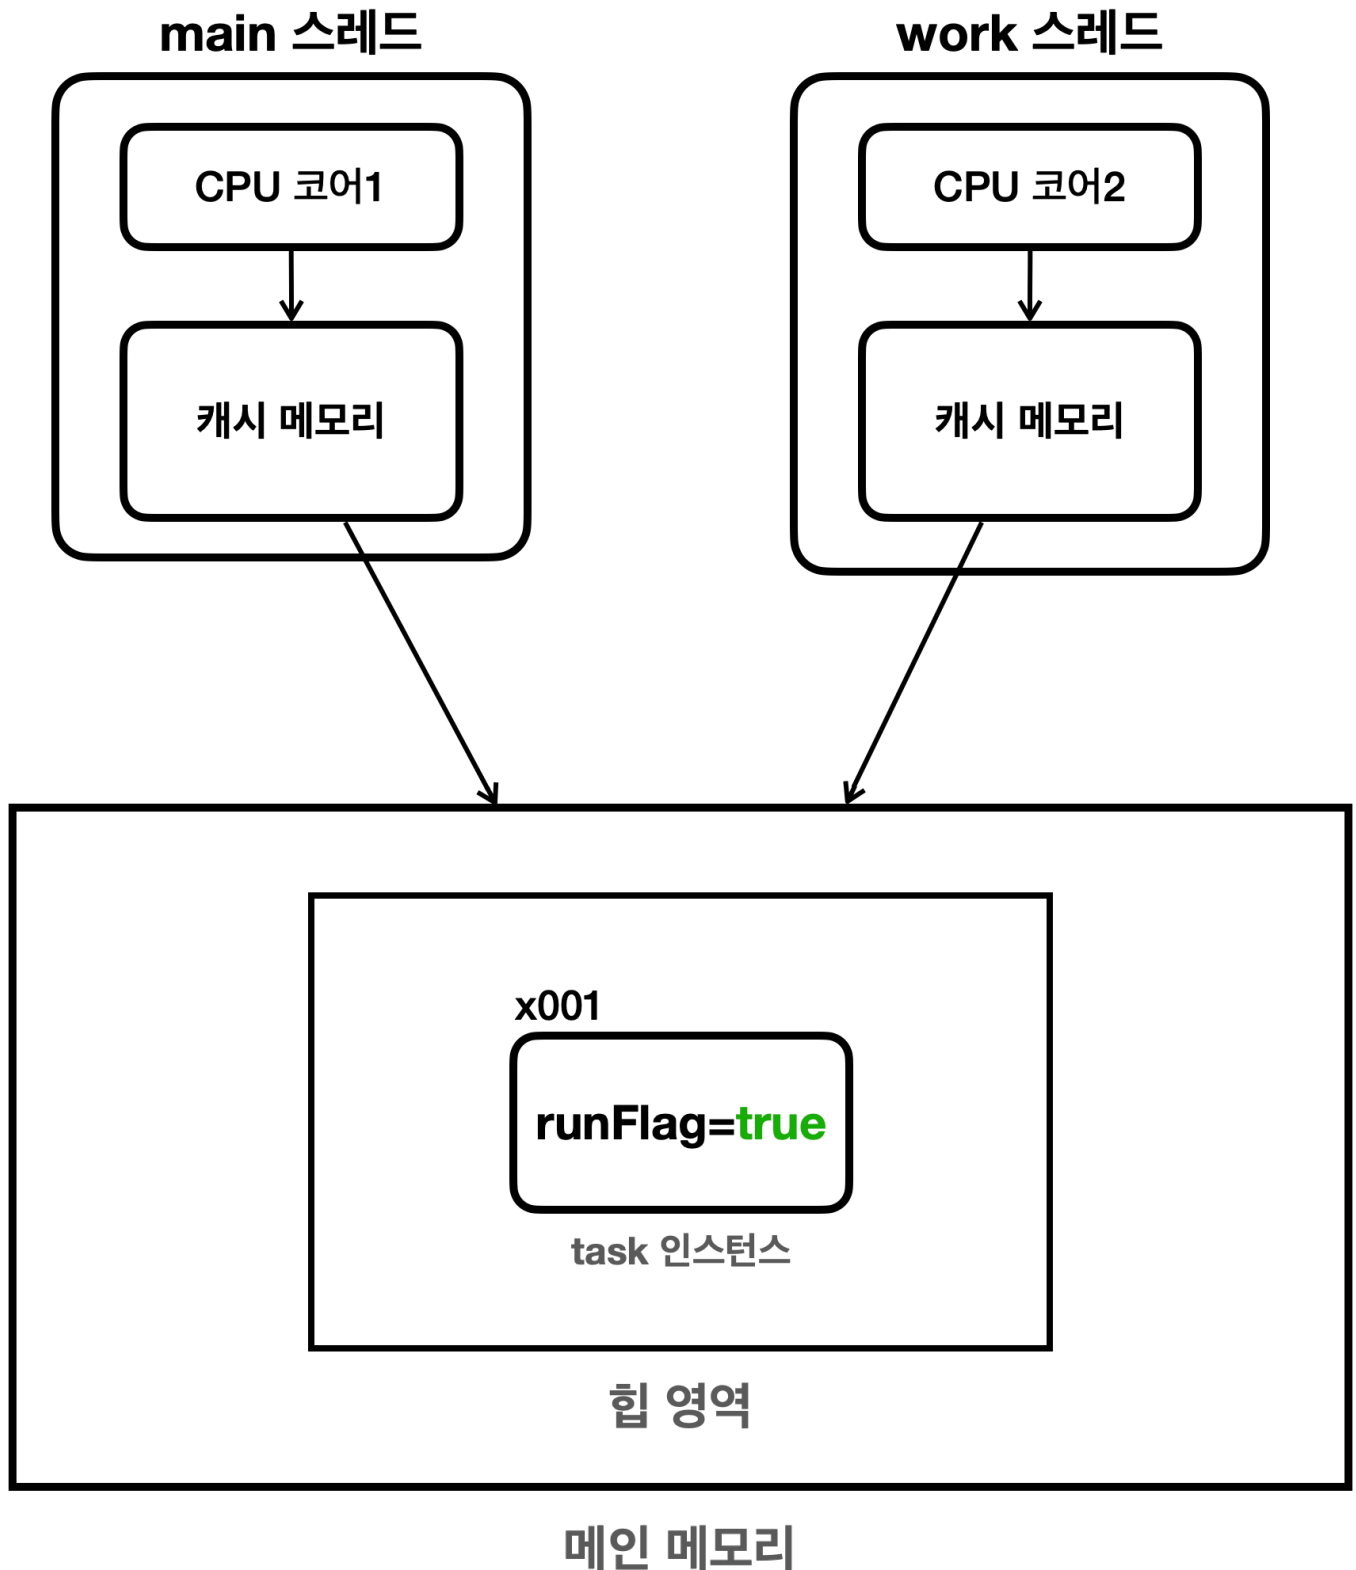 main 스레드
work 스레드
CPU 코어1
CPU 코어2
캐시 메모리
캐시 메모리
x001
runFlag=true
task 인스턴스
힙 영역
메인 메모리